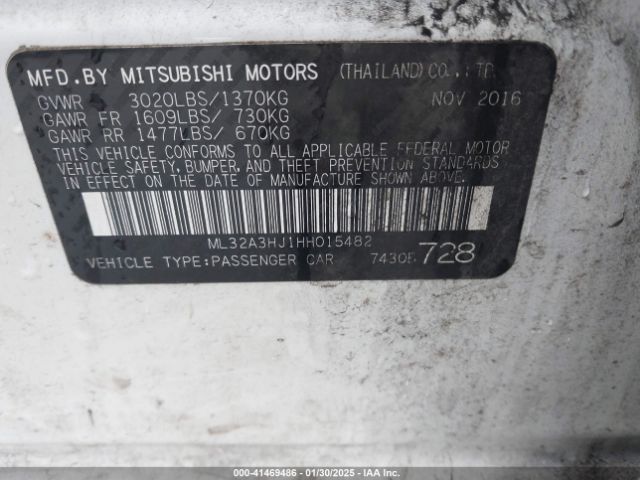 MFD.BY MITSUBISHI MOTORS (THAILAND) CO.,LTD.
GVWR 3020LBS/1370KG NOV 2016
GAWR FR 1609LBS/ 730KG
GAWR RR 1477LBS/ 670KG
THIS VEHICLE CONFORMS TO ALL APPLICABLE FEDERAL MOTOR
VEHICLE SAFETY, BUMPER, AND THEFT PREVENTION STANDARDS
IN EFFECT ON THE DATE OF MANUFACTURE SHOWN ABOVE.
ML32A3HJ1HH015482
VEHICLE TYPE:PASSENGER CAR 7430B 728
000-41469486 - 01/30/2025 - IAA Inc.